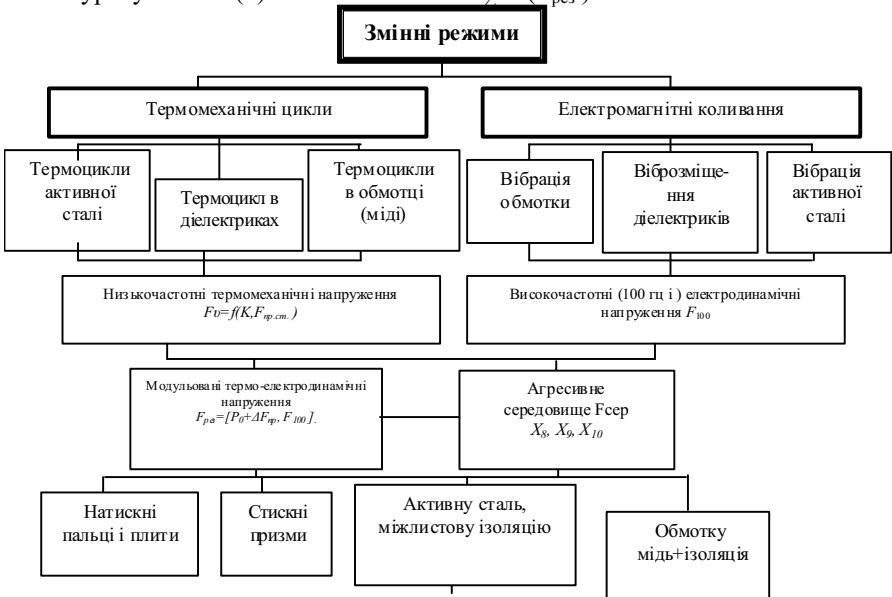 Змінні режими
Термомеханічні цикли
Електромагнітні коливання
Термоцикли
активної
сталі
Термоцикл в
діелектриках
Термоцикли
в обмотці
(міді)
Вібрація
обмотки
Віброзміще-
ння
діелектриків
Вібрація
активної
сталі
Низькочастотні термомеханічні напруження
Fυ=f(K,Fпр.ст.)
Високочастотні (100 гц і ) електродинамічні
напруження F100
Модульовані термо-електродинамічні
напруження
Fрез=[P0+ΔFпр, F100].
Агресивне
середовище Fсер
X8, X9, X10
Натискні
пальці і плити
Стискні
призми
Активну сталь,
міжлистову ізоляцію
Обмотку
мідь+ізоляція